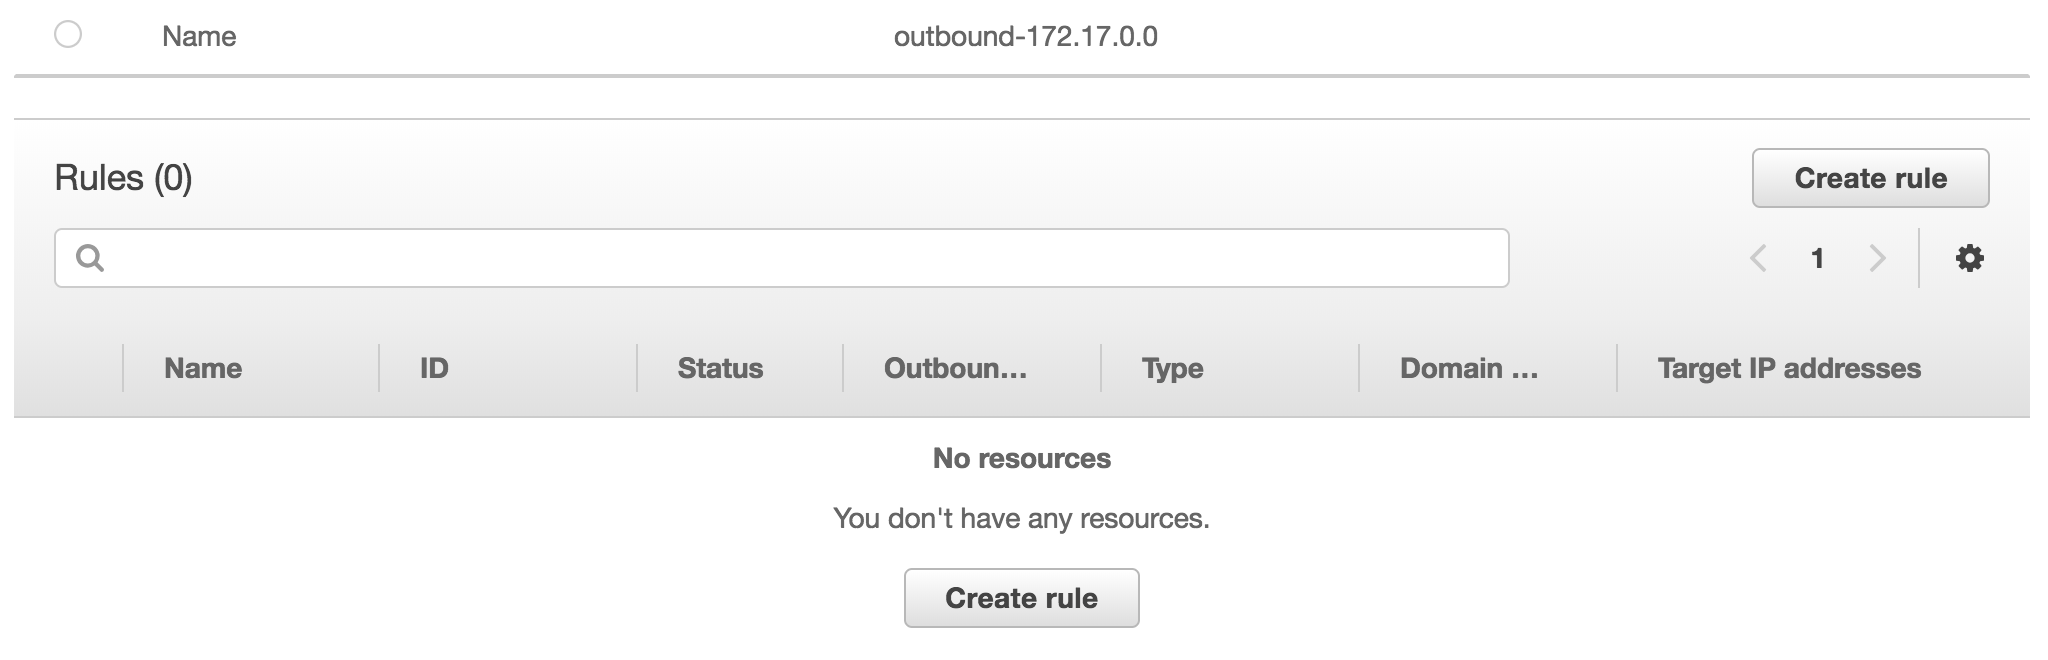 Name outbound-172.17.0.0
Rules (0) Create rule
1
Name ID Status Outboun... Type Domain ... Target IP addresses
No resources
You don't have any resources.
Create rule